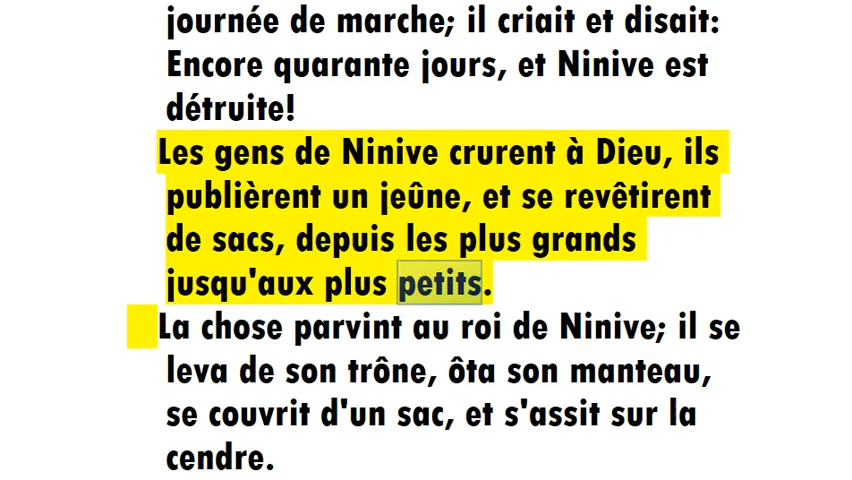 journée de marche; il criait et disait:
Encore quarante jours, et Ninive est
détruite!
Les gens de Ninive crurent à Dieu, ils
publièrent un jeûne, et se revêtirent
de sacs, depuis les plus grands
jusqu'aux plus petits.
La chose parvint au roi de Ninive; il se
leva de son trône, ôta son manteau,
se couvrit d'un sac, et s'assit sur la
cendre.